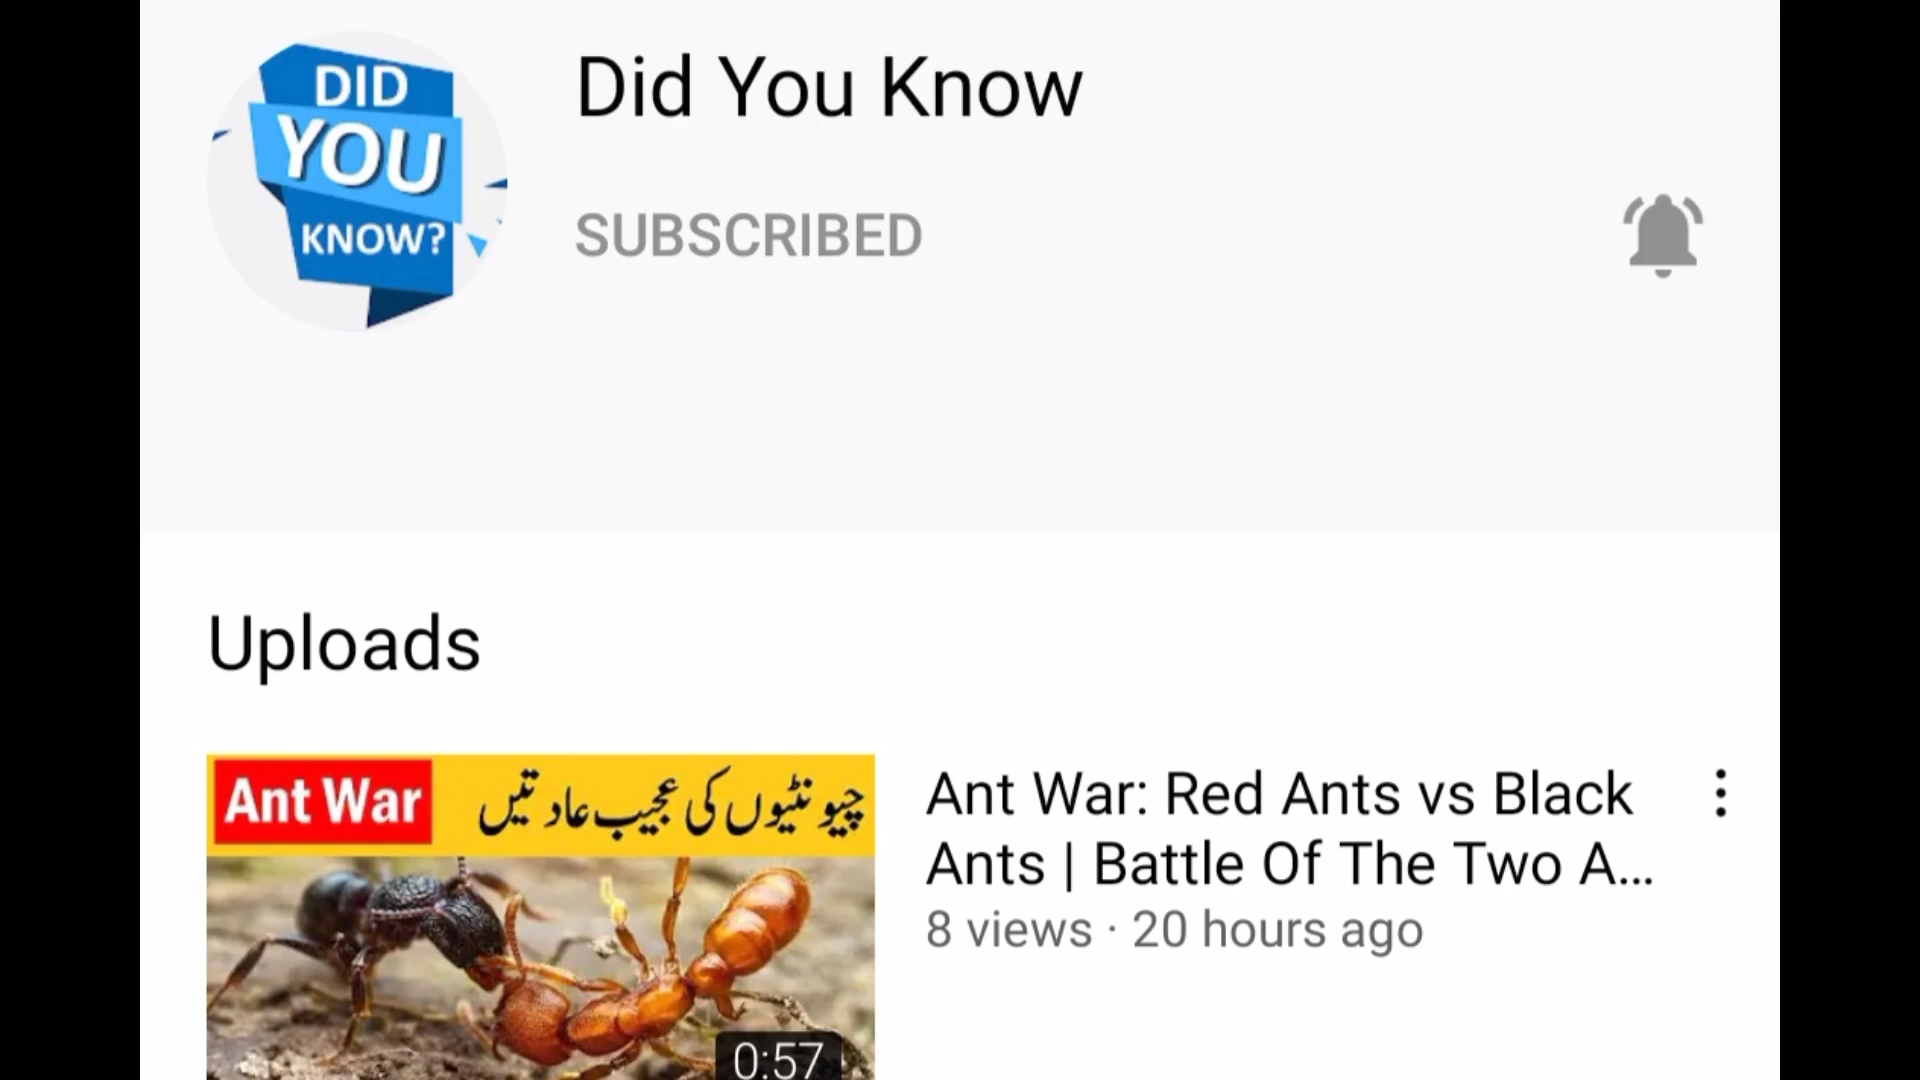 DID
YOU
KNOW?
Did You Know
SUBSCRIBED
Uploads
Ant War
چیونٹیوں کی عجیب عادتیں
0:57
Ant War: Red Ants vs Black
Ants | Battle Of The Two A...
8 views · 20 hours ago